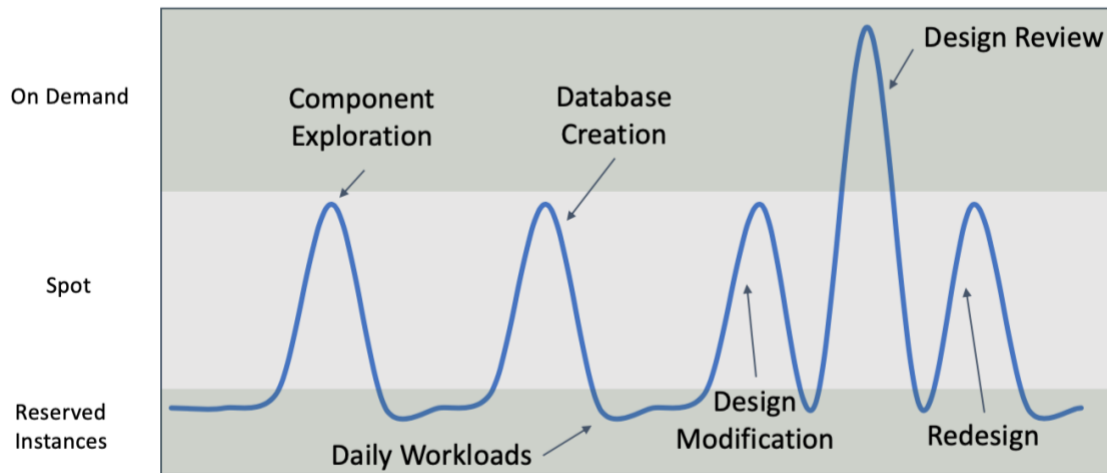 Design Review
On Demand
Component
Exploration
Database
Creation
Spot
Reserved
Instances
Design
Modification
Redesign
Daily Workloads